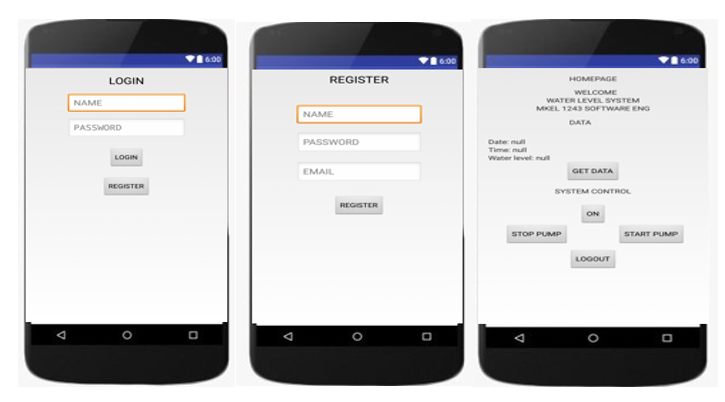 6:00
LOGIN
NAME
PASSWORD
LOGIN
REGISTER
6:00
REGISTER
NAME
PASSWORD
EMAIL
REGISTER
6:00
HOMEPAGE
WELCOME
WATER LEVEL SYSTEM
MKEL 1243 SOFTWARE ENG
DATA
Date: null
Time: null
Water level: null
GET DATA
SYSTEM CONTROL
ON
STOP PUMP START PUMP
LOGOUT